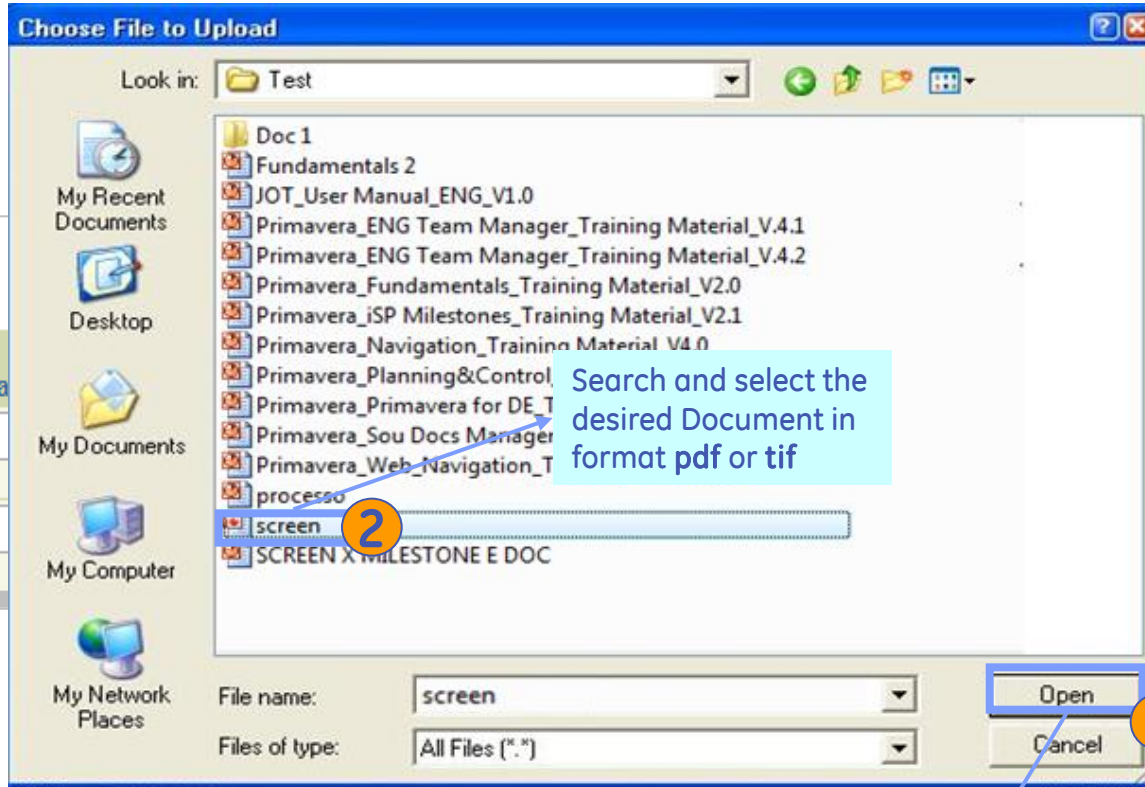 Choose File to Upload
Look in: Test
Doc 1
Fundamentals 2
JOT_User Manual_ENG_V1.0
Primavera_ENG Team Manager_Training Material_V.4.1
Primavera_ENG Team Manager_Training Material_V.4.2
Primavera_Fundamentals_Training Material_V2.0
Primavera_iSP Milestones_Training Material_V2.1
Primavera_Navigation_Training Material_V4.0
Primavera_Planning&Control_
Primavera_Primavera for DE_T
Primavera_Sou Docs Manager
Primavera_Web_Navigation_T
processo
screen
SCREEN X MILESTONE E DOC
2
Search and select the
desired Document in
format pdf or tif
My Recent
Documents
Desktop
My Documents
My Computer
My Network
Places
File name: screen
Open
Files of type: All Files (*.*)
Cancel